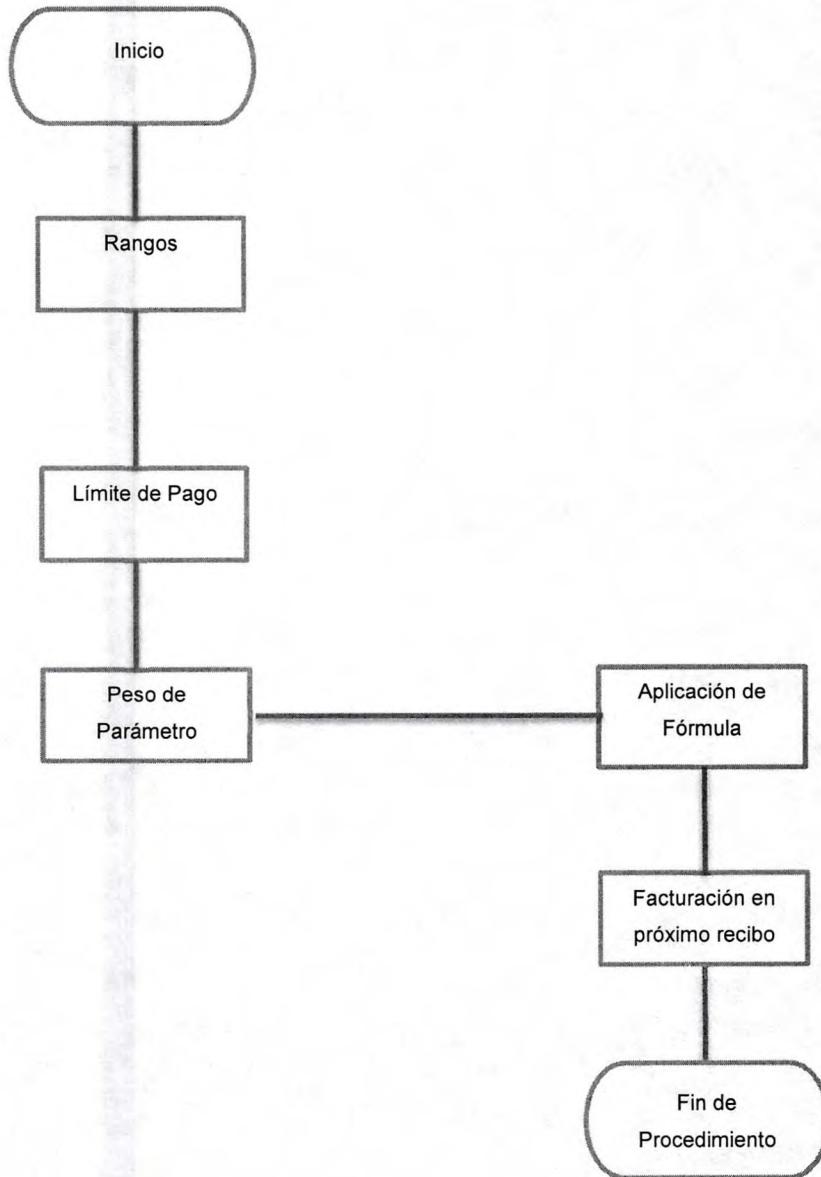 Inicio
Rangos
Límite de Pago
Peso de
Parámetro
Aplicación de
Fórmula
Facturación en
próximo recibo
Fin de
Procedimiento